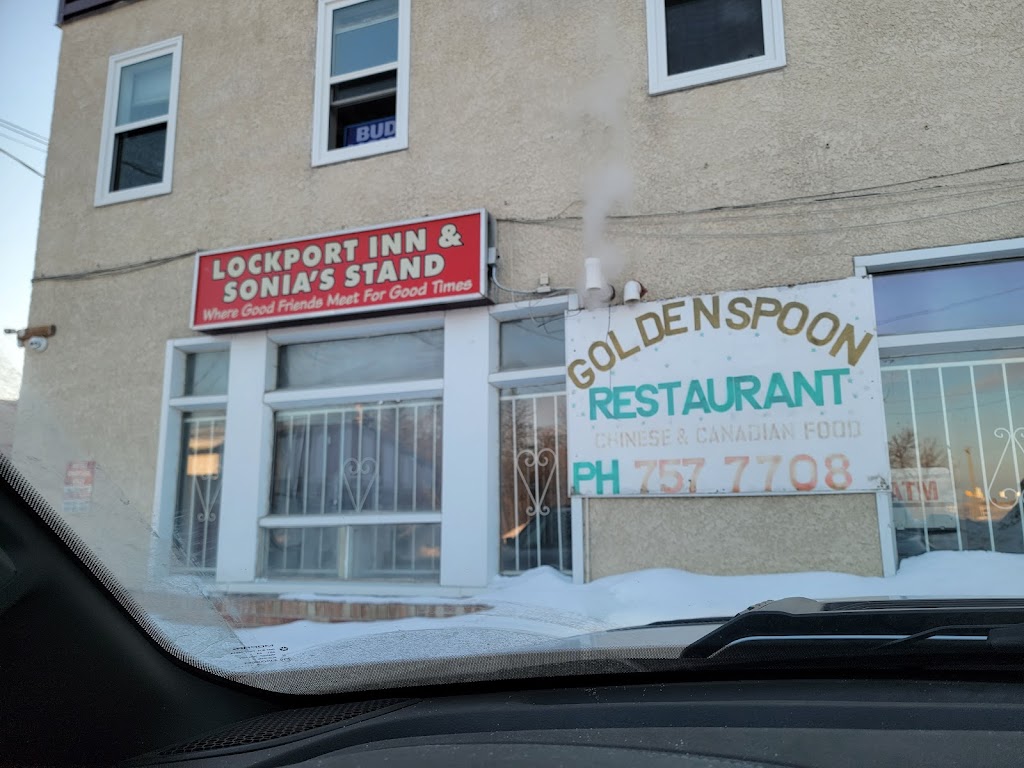 BUD
LOCKPORT INN &
SONIA'S STAND
Where Good Friends Meet For Good Times
GOLDENSPOON
RESTAURANT
CHINESE & CANADIAN FOOD
PH 757 7708
ATM